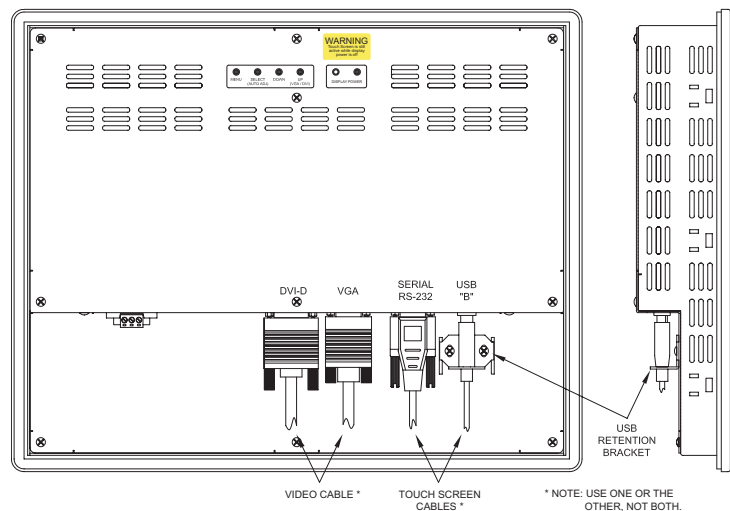 WARNING
Touch Screen is still
active while display
power is off
MENU
SELECT
(AUTO ADJ)
DOWN
UP
(VGA / DVI)
DISPLAY POWER
DVI-D
VGA
SERIAL
RS-232
USB
"B"
USB
RETENTION
BRACKET
VIDEO CABLE *
TOUCH SCREEN
CABLES *
* NOTE: USE ONE OR THE
OTHER, NOT BOTH.